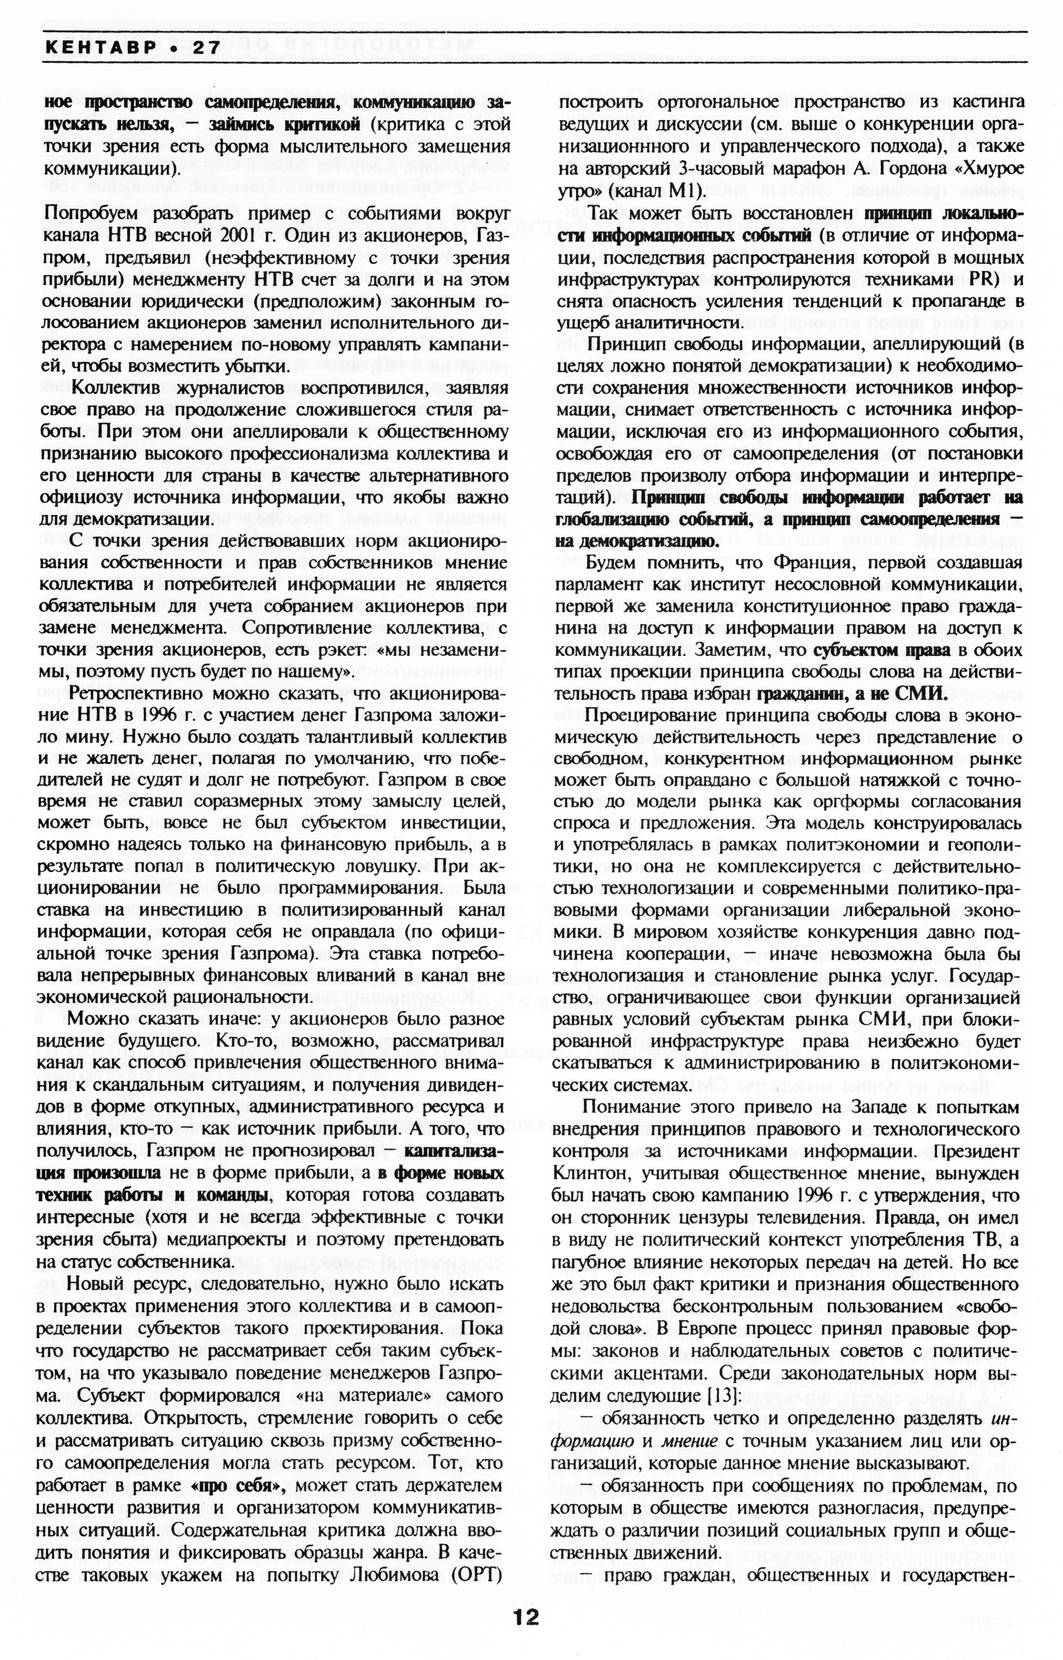 КЕНТАВР • 27
ное пространство самопределения, коммуникацию за-
пускать нельзя, — займись критикой (критика с этой
точки зрения есть форма мыслительного замещения
коммуникации).
Попробуем разобрать пример с событиями вокруг
канала НТВ весной 2001 г. Один из акционеров, Газ-
пром, предъявил (неэффективному с точки зрения
прибыли) менеджменту НТВ счет за долги и на этом
основании юридически (предположим) законным го-
лосованием акционеров заменил исполнительного ди-
ректора с намерением по-новому управлять кампани-
ей, чтобы возместить убытки.
Коллектив журналистов воспротивился, заявляя
свое право на продолжение сложившегося стиля ра-
боты. При этом они апеллировали к общественному
признанию высокого профессионализма коллектива и
его ценности для страны в качестве альтернативного
официозу источника информации, что якобы важно
для демократизации.
С точки зрения действовавших норм акциониро-
вания собственности и прав собственников мнение
коллектива и потребителей информации не является
обязательным для учета собранием акционеров при
замене менеджмента. Сопротивление коллектива, с
точки зрения акционеров, есть рэкет: «мы незамени-
мы, поэтому пусть будет по нашему».
Ретроспективно можно сказать, что акционирова-
ние НТВ в 1996 г. с участием денег Газпрома заложи-
ло мину. Нужно было создать талантливый коллектив
и не жалеть денег, полагая по умолчанию, что побе-
дителей не судят и долг не потребуют. Газпром в свое
время не ставил соразмерных этому замыслу целей,
может быть, вовсе не был субъектом инвестиции,
скромно надеясь только на финансовую прибыль, а в
результате попал в политическую ловушку. При ак-
ционировании не было программирования. Была
ставка на инвестицию в политизированный канал
информации, которая себя не оправдала (по офици-
альной точке зрения Газпрома). Эта ставка потребо-
вала непрерывных финансовых вливаний в канал вне
экономической рациональности.
Можно сказать иначе: у акционеров было разное
видение будущего. Кто-то, возможно, рассматривал
канал как способ привлечения общественного внима-
ния к скандальным ситуациям, и получения дивиден-
дов в форме откупных, административного ресурса и
влияния, кто-то — как источник прибыли. А того, что
получилось, Газпром не прогнозировал — капитализа-
ция произошла не в форме прибыли, а в форме новых
техник работы и команды, которая готова создавать
интересные (хотя и не всегда эффективные с точки
зрения сбыта) медиапроекты и поэтому претендовать
на статус собственника.
Новый ресурс, следовательно, нужно было искать
в проектах применения этого коллектива и в самооп-
ределении субъектов такого проектирования. Пока
что государство не рассматривает себя таким субъек-
том, на что указывало поведение менеджеров Газпро-
ма. Субъект формировался «на материале» самого
коллектива. Открытость, стремление говорить о себе
и рассматривать ситуацию сквозь призму собственно-
го самоопределения могла стать ресурсом. Тот, кто
работает в рамке «про себя», может стать держателем
ценности развития и организатором коммуникатив-
ных ситуаций. Содержательная критика должна вво-
дить понятия и фиксировать образцы жанра. В каче-
стве таковых укажем на попытку Любимова (ОРТ)
построить ортогональное пространство из кастинга
ведущих и дискуссии (см. выше о конкуренции орга-
низационнного и управленческого подхода), а также
на авторский 3-часовый марафон А. Гордона «Хмурое
утро» (канал М1).
Так может быть восстановлен принцип локально-
сти информационных событий (в отличие от информа-
ции, последствия распространения которой в мощных
инфраструктурах контролируются техниками PR) и
снята опасность усиления тенденций к пропаганде в
ущерб аналитичности.
Принцип свободы информации, апеллирующий (в
целях ложно понятой демократизации) к необходимо-
сти сохранения множественности источников инфор-
мации, снимает ответственность с источника инфор-
мации, исключая его из информационного события,
освобождая его от самоопределения (от постановки
пределов произволу отбора информации и интерпре-
таций). Принцип свободы информации работает на
глобализацию событий, а принцип самоопределения —
на демократизацию.
Будем помнить, что Франция, первой создавшая
парламент как институт несословной коммуникации,
первой же заменила конституционное право гражда-
нина на доступ к информации правом на доступ к
коммуникации. Заметим, что субъектом права в обоих
типах проекции принципа свободы слова на действи-
тельность права избран гражданин, а не СМИ.
Проецирование принципа свободы слова в эконо-
мическую действительность через представление о
свободном, конкурентном информационном рынке
может быть оправдано с большой натяжкой с точно-
стью до модели рынка как оргформы согласования
спроса и предложения. Эта модель конструировалась
и употреблялась в рамках политэкономии и геополи-
тики, но она не комплексируется с действительно-
стью технологизации и современными политико-пра-
вовыми формами организации либеральной эконо-
мики. В мировом хозяйстве конкуренция давно под-
чинена кооперации, — иначе невозможна была бы
технологизация и становление рынка услуг. Государ-
ство, ограничивающее свои функции организацией
равных условий субъектам рынка СМИ, при блоки-
рованной инфраструктуре права неизбежно будет
скатываться к администрированию в политэкономи-
ческих системах.
Понимание этого привело на Западе к попыткам
внедрения принципов правового и технологического
контроля за источниками информации. Президент
Клинтон, учитывая общественное мнение, вынужден
был начать свою кампанию 1996 г. с утверждения, что
он сторонник цензуры телевидения. Правда, он имел
в виду не политический контекст употребления ТВ, а
пагубное влияние некоторых передач на детей. Но все
же это был факт критики и признания общественного
недовольства бесконтрольным пользованием «свобо-
дой слова». В Европе процесс принял правовые фор-
мы: законов и наблюдательных советов с политиче-
скими акцентами. Среди законодательных норм вы-
делим следующие [13]:
— обязанность четко и определенно разделять ин-
формацию и мнение с точным указанием лиц или ор-
ганизаций, которые данное мнение высказывают.
— обязанность при сообщениях по проблемам, по
которым в обществе имеются разногласия, предупре-
ждать о различии позиций социальных групп и обще-
ственных движений.
— право граждан, общественных и государствен-
12